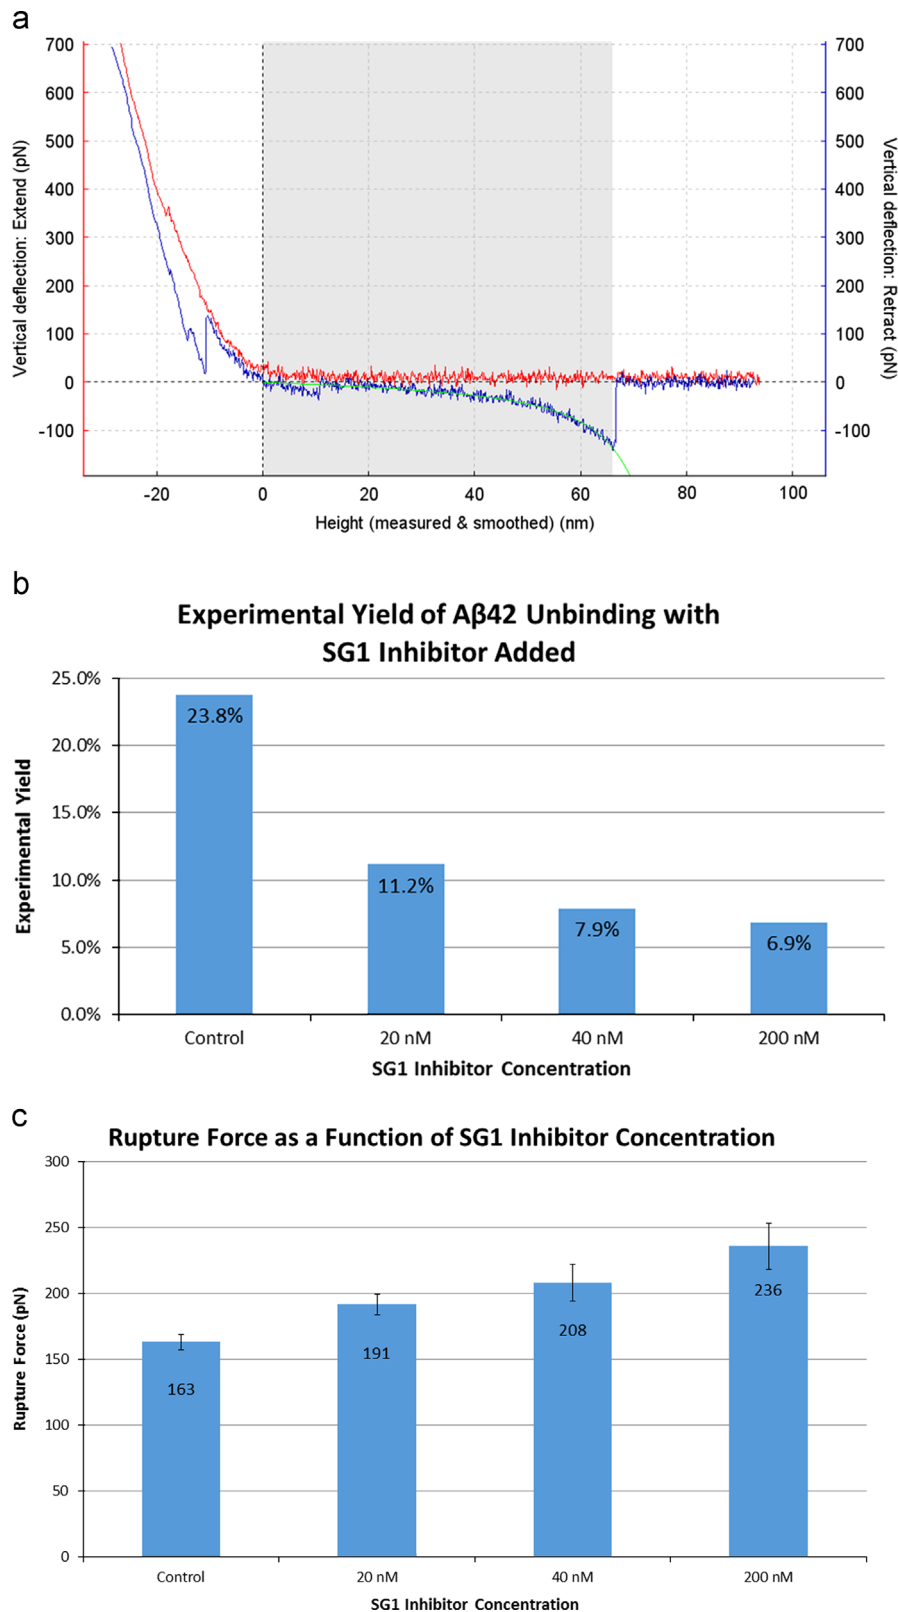 a
700
600
500
400
300
200
100
0
-100
Vertical deflection: Extend (pN)
700
600
500
400
300
200
100
0
-100
Vertical deflection: Retract (pN)
-20 0 20 40 60 80 100
Height (measured & smoothed) (nm)
b
Experimental Yield of Aβ42 Unbinding with
SG1 Inhibitor Added
25.0%
20.0%
15.0%
10.0%
5.0%
0.0%
Experimental Yield
23.8%
11.2%
7.9%
6.9%
Control 20 nM 40 nM 200 nM
SG1 Inhibitor Concentration
c
Rupture Force as a Function of SG1 Inhibitor Concentration
300
250
200
150
100
50
0
Rupture Force (pN)
163
191
208
236
Control 20 nM 40 nM 200 nM
SG1 Inhibitor Concentration